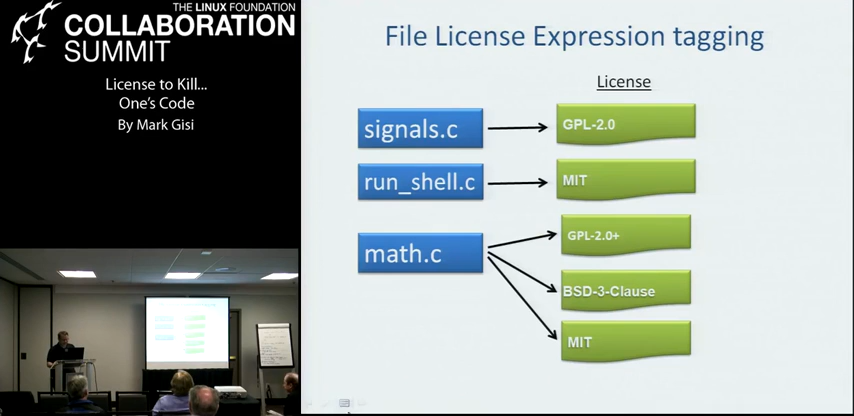 THE LINUX FOUNDATION
COLLABORATION
SUMMIT
License to Kill...
One's Code
By Mark Gisi
File License Expression tagging
License
signals.c
GPL-2.0
run_shell.c
MIT
math.c
GPL-2.0+
BSD-3-Clause
MIT